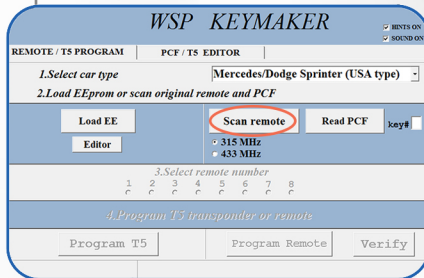 WSP KEYMAKER
HINTS ON
SOUND ON
REMOTE / T5 PROGRAM
PCF / T5 EDITOR
1.Select car type
Mercedes/Dodge Sprinter (USA type)
2.Load EEprom or scan original remote and PCF
Load EE
Scan remote
Read PCF
key#
Editor
315 MHz
433 MHz
3.Select remote number
1 2 3 4 5 6 7 8
4.Program T5 transponder or remote
Program T5
Program Remote
Verify